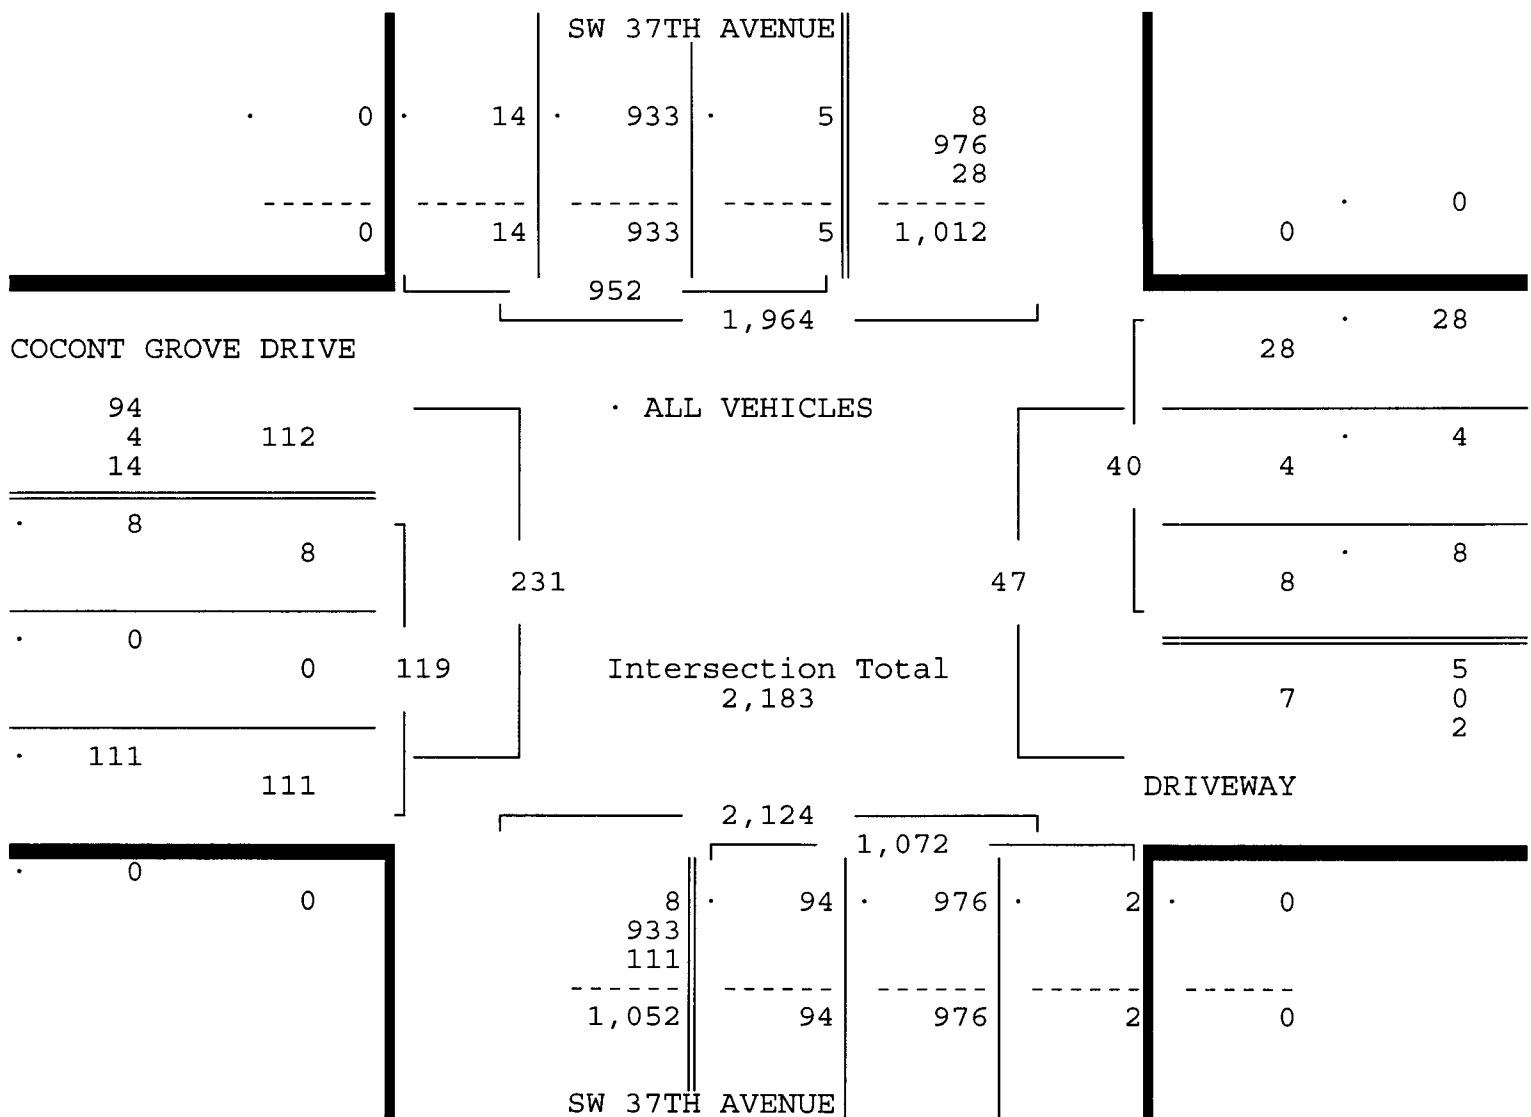 SW 37TH AVENUE
· 0 · 14 · 933 · 5 8
976
28
------ ------ ------ ------ ------ · 0
0 14 933 5 1,012 0
952
1,964 · 28
COCONT GROVE DRIVE 28
94 · ALL VEHICLES
4 112 · 4
14 40 4
· 8
8 · 8
231 47 8
· 0
0 119 Intersection Total 5
2,183 7 0
2
· 111
111 DRIVEWAY
2,124
1,072
· 0
0 8 · 94 · 976 · 2 · 0
933
111
------ ------ ------ ------ ------
1,052 94 976 2 0
SW 37TH AVENUE